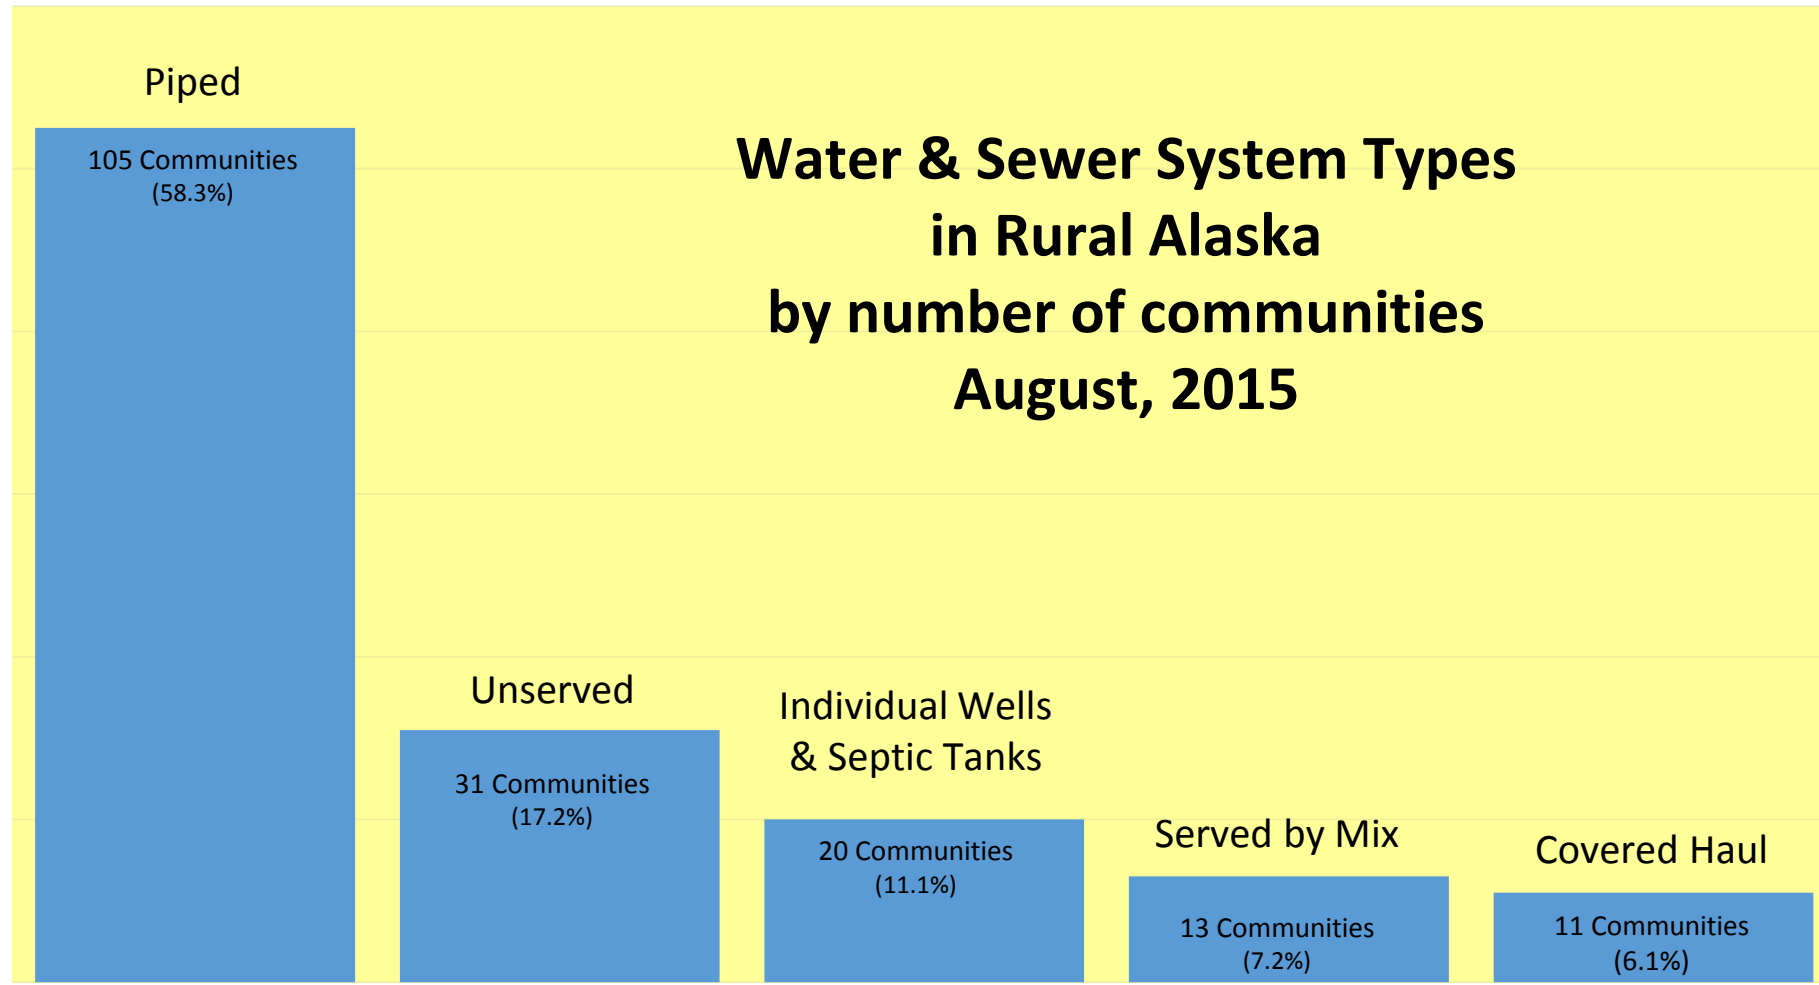 Piped
105 Communities
(58.3%)
Water & Sewer System Types
in Rural Alaska
by number of communities
August, 2015
Unserved
31 Communities
(17.2%)
Individual Wells
& Septic Tanks
20 Communities
(11.1%)
Served by Mix
13 Communities
(7.2%)
Covered Haul
11 Communities
(6.1%)